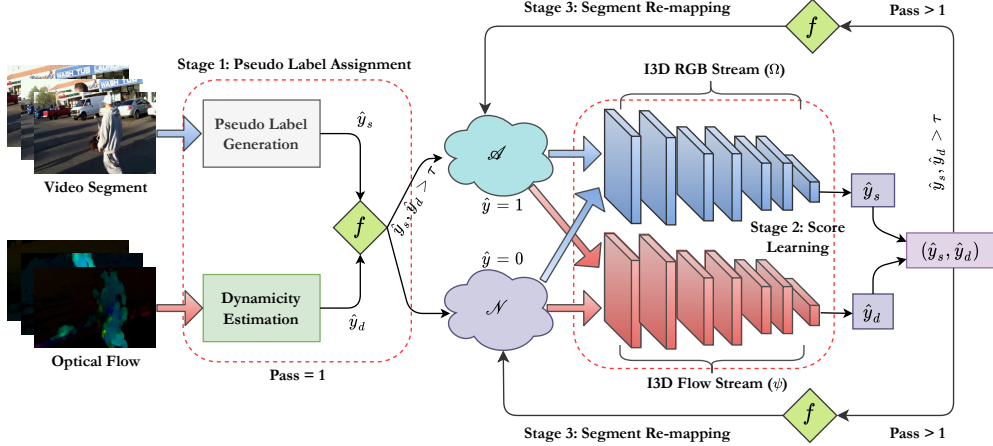 Stage 3: Segment Re-mapping
f
Pass > 1
Stage 1: Pseudo Label Assignment
I3D RGB Stream (Ω)
WASH TUB
Pseudo Label
Generation
ŷ_s
𝒜
ŷ_s, ŷ_d > τ
Video Segment
ŷ = 1
ŷ_s, ŷ_d > τ
ŷ_s
f
Stage 2: Score
Learning
(ŷ_s, ŷ_d)
ŷ = 0
Dynamicity
Estimation
ŷ_d
𝒩
ŷ_d
Optical Flow
Pass = 1
I3D Flow Stream (ψ)
f
Stage 3: Segment Re-mapping
Pass > 1